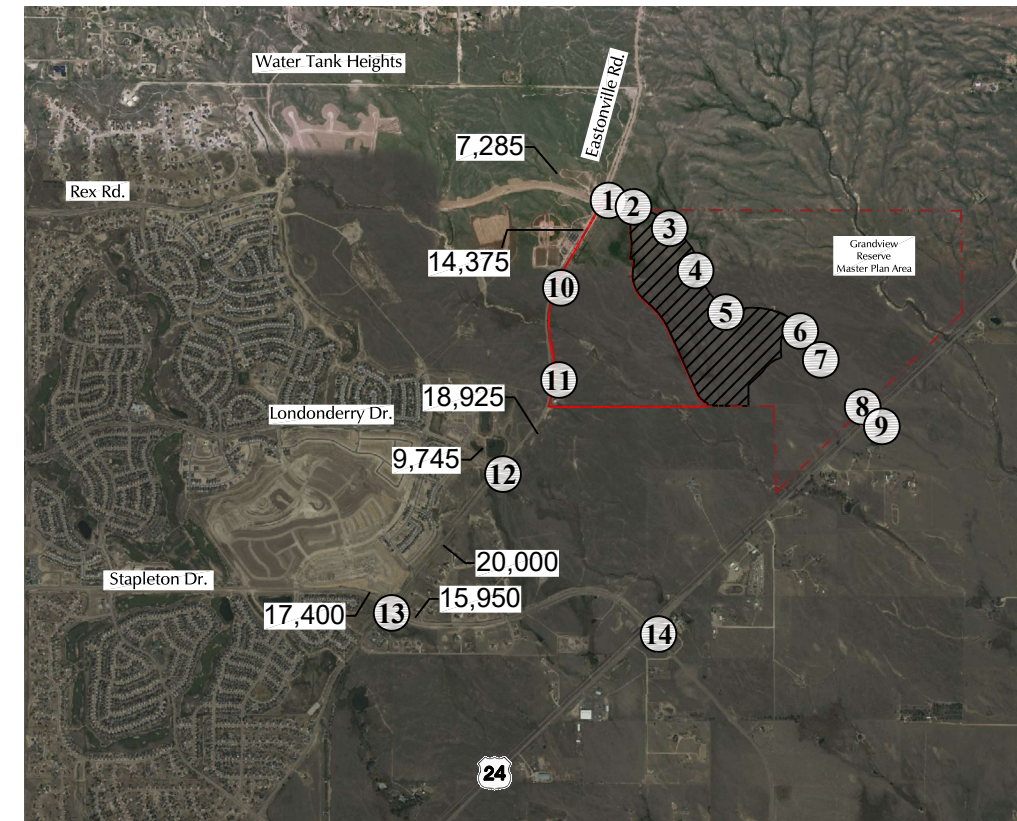 Water Tank Heights
Eastonville Rd.
7,285
Rex Rd.
1
2
3
14,375
Grandview
Reserve
Master Plan Area
4
10
5
6
7
11
18,925
8
Londonderry Dr.
9
9,745
12
20,000
Stapleton Dr.
15,950
17,400
13
14
24